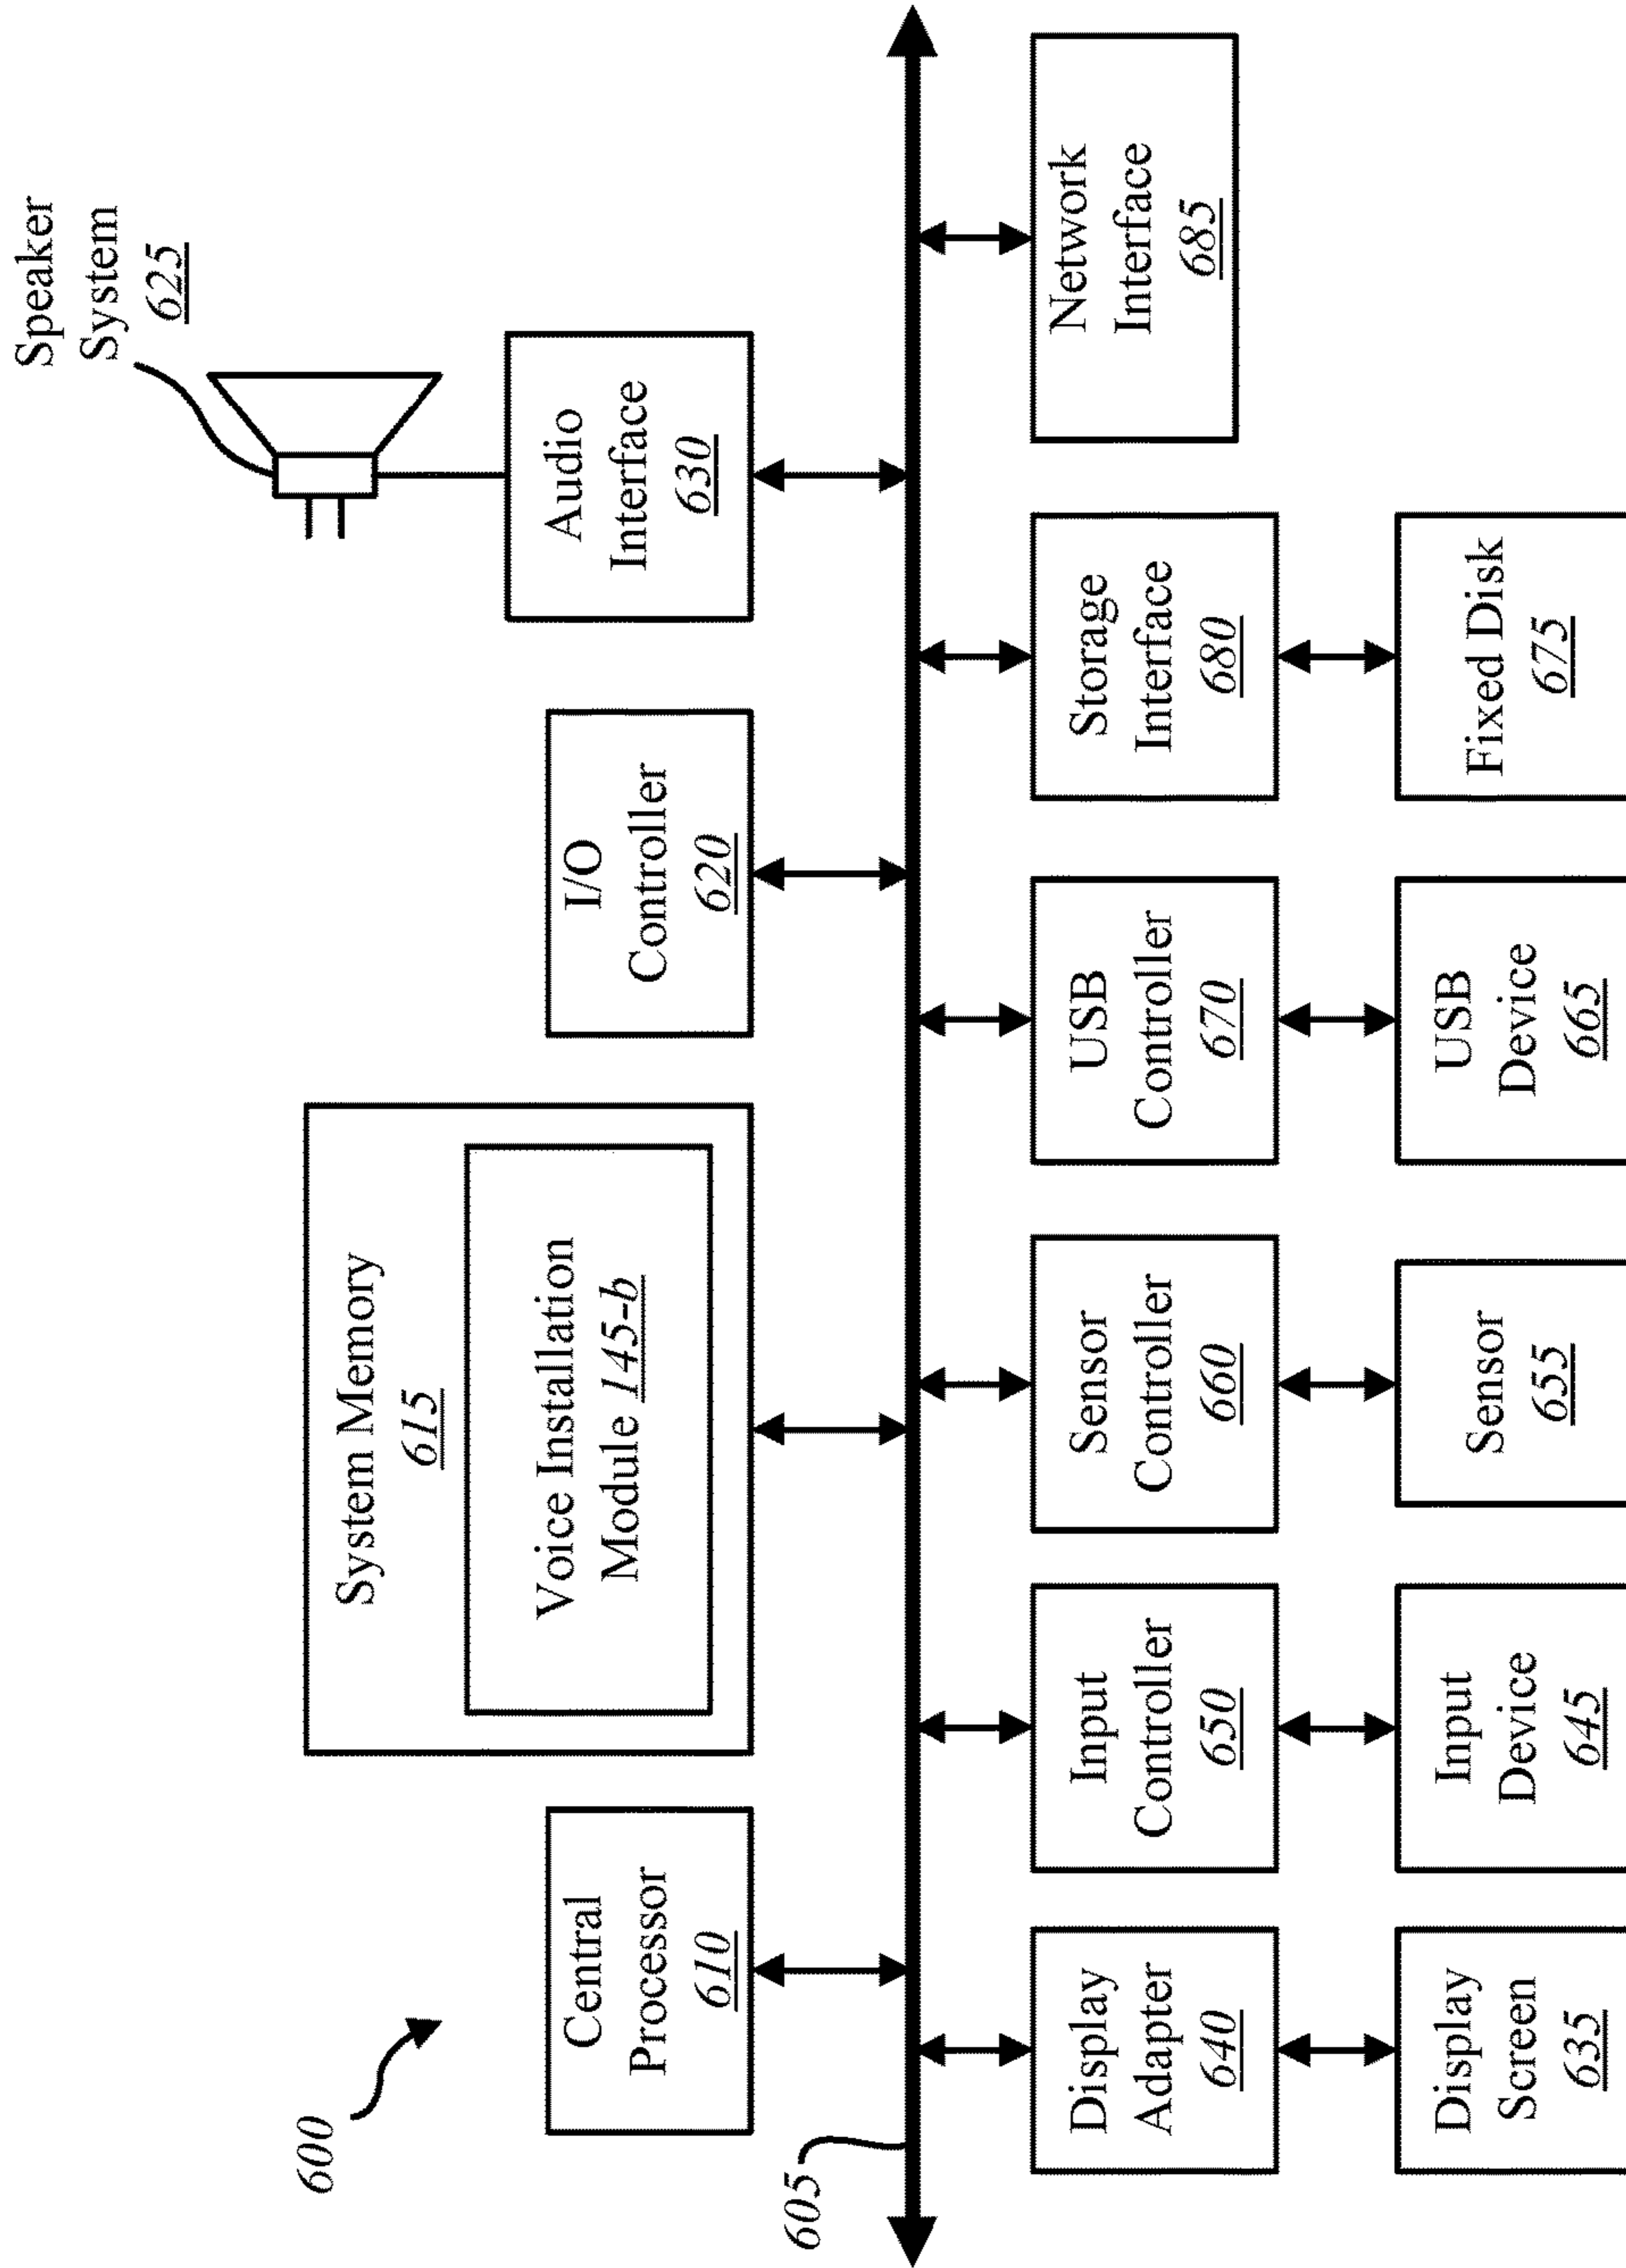 600
Speaker
System
625
System Memory
615
Voice Installation
Module 145-b
Central
Processor
610
I/O
Controller
620
Audio
Interface
630
605
Display
Adapter
640
Input
Controller
650
Sensor
Controller
660
USB
Controller
670
Storage
Interface
680
Network
Interface
685
Display
Screen
635
Input
Device
645
Sensor
655
USB
Device
665
Fixed Disk
675